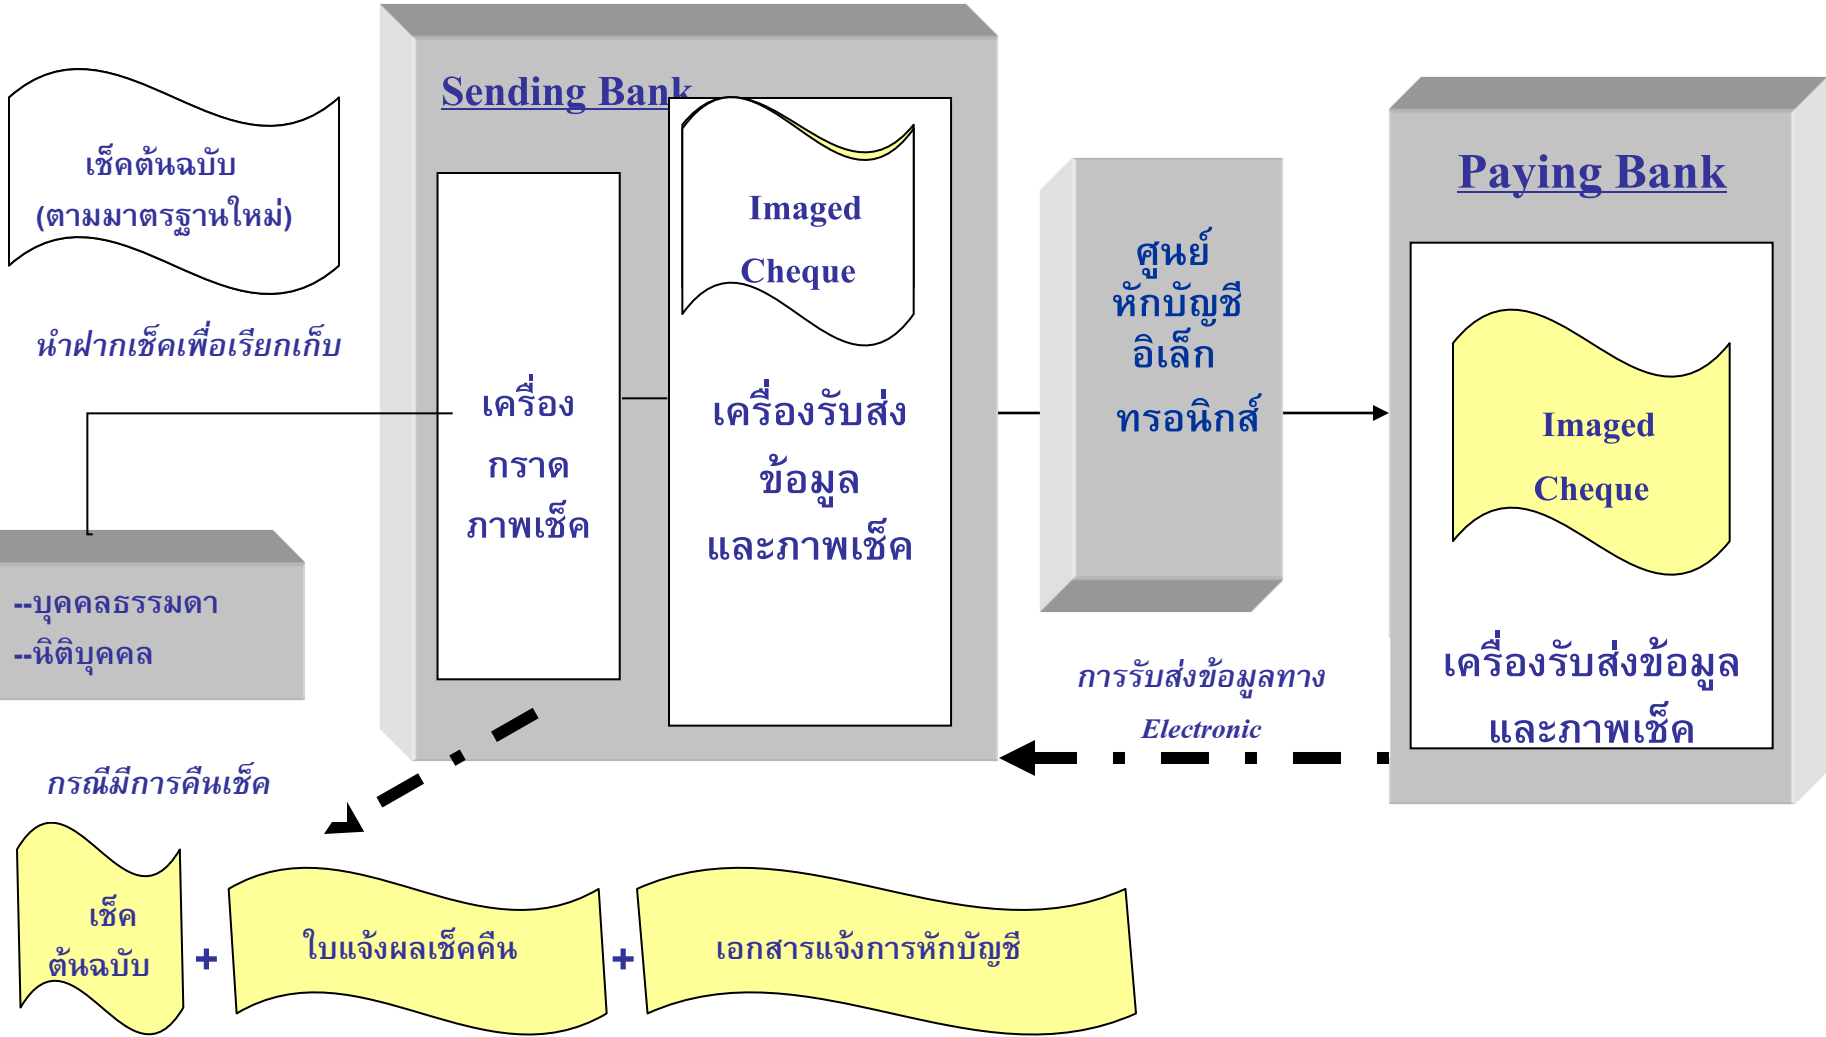 เช็คต้นฉบับ
(ตามมาตรฐานใหม่)
นำฝากเช็คเพื่อเรียกเก็บ
--บุคคลธรรมดา
--นิติบุคคล
Sending Bank
เครื่อง
กราด
ภาพเช็ค
Imaged
Cheque
เครื่องรับส่ง
ข้อมูล
และภาพเช็ค
ศูนย์
หักบัญชี
อิเล็ก
ทรอนิกส์
การรับส่งข้อมูลทาง
Electronic
Paying Bank
Imaged
Cheque
เครื่องรับส่งข้อมูล
และภาพเช็ค
กรณีมีการคืนเช็ค
เช็ค
ต้นฉบับ
+
ใบแจ้งผลเช็คคืน
+
เอกสารแจ้งการหักบัญชี